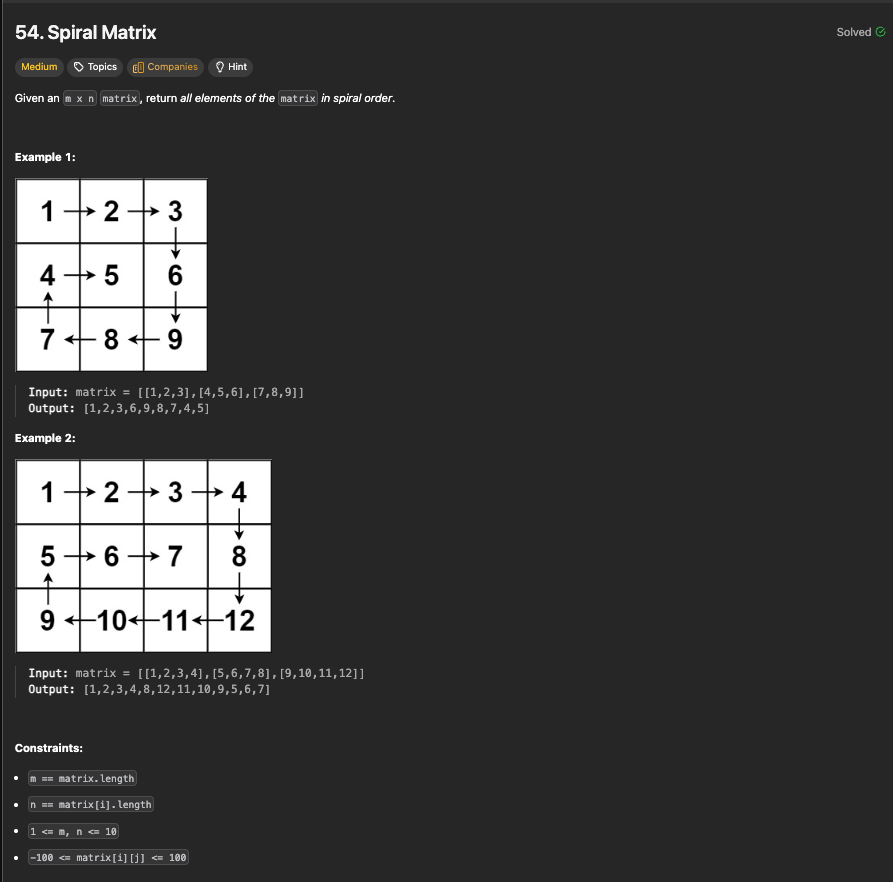 54. Spiral Matrix
Solved
Medium Topics Companies Hint
Given an m x n matrix, return all elements of the matrix in spiral order.
Example 1:
1 2 3
4 5 6
7 8 9
Input: matrix = [[1,2,3],[4,5,6],[7,8,9]]
Output: [1,2,3,6,9,8,7,4,5]
Example 2:
1 2 3 4
5 6 7 8
9 10 11 12
Input: matrix = [[1,2,3,4],[5,6,7,8],[9,10,11,12]]
Output: [1,2,3,4,8,12,11,10,9,5,6,7]
Constraints:
• m == matrix.length
• n == matrix[i].length
• 1 <= m, n <= 10
• -100 <= matrix[i][j] <= 100